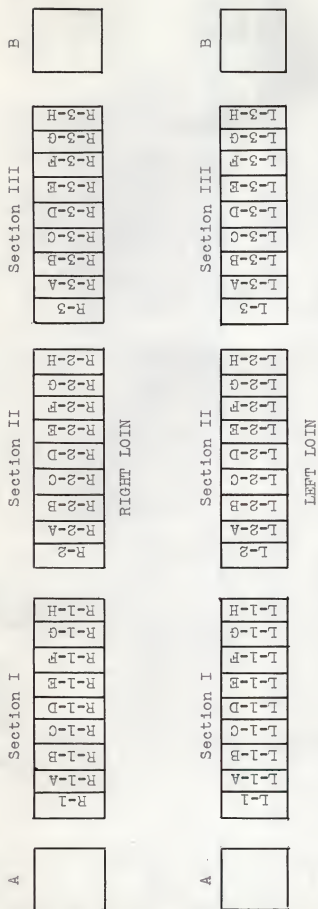 A Section I Section II Section III B
R-1
R-1-A
R-1-B
R-1-C
R-1-D
R-1-E
R-1-F
R-1-G
R-1-H
R-2
R-2-A
R-2-B
R-2-C
R-2-D
R-2-E
R-2-F
R-2-G
R-2-H
R-3
R-3-A
R-3-B
R-3-C
R-3-D
R-3-E
R-3-F
R-3-G
R-3-H
RIGHT LOIN
A Section I Section II Section III B
L-1
L-1-A
L-1-B
L-1-C
L-1-D
L-1-E
L-1-F
L-1-G
L-1-H
L-2
L-2-A
L-2-B
L-2-C
L-2-D
L-2-E
L-2-F
L-2-G
L-2-H
L-3
L-3-A
L-3-B
L-3-C
L-3-D
L-3-E
L-3-F
L-3-G
L-3-H
LEFT LOIN